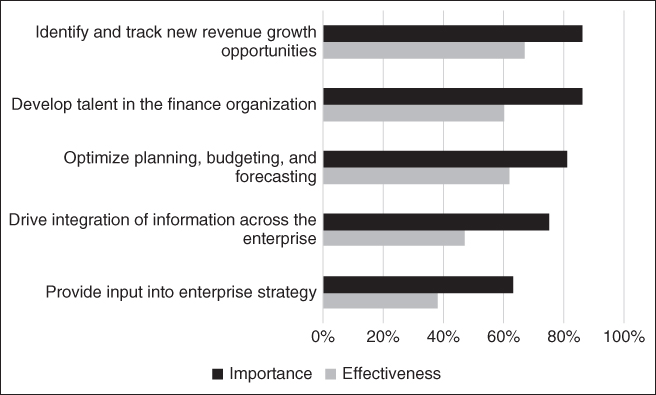 Identify and track new revenue growth
opportunities
Develop talent in the finance organization
Optimize planning, budgeting, and
forecasting
Drive integration of information across the
enterprise
Provide input into enterprise strategy
0% 20% 40% 60% 80% 100%
Importance Effectiveness